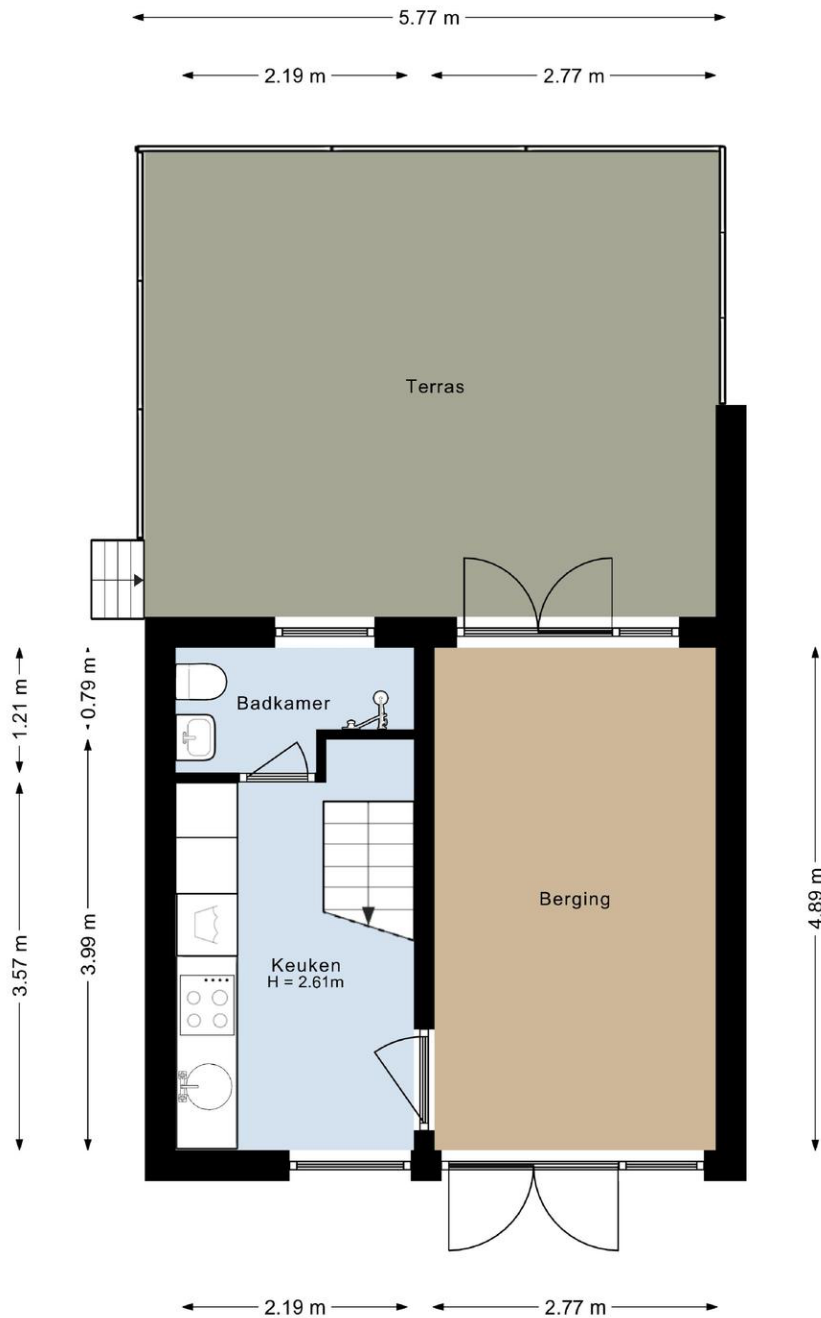 5.77 m
2.19 m
2.77 m
Terras
1.21 m
0.79 m
Badkamer
3.57 m
3.99 m
Keuken
H = 2.61m
Berging
4.89 m
2.19 m
2.77 m